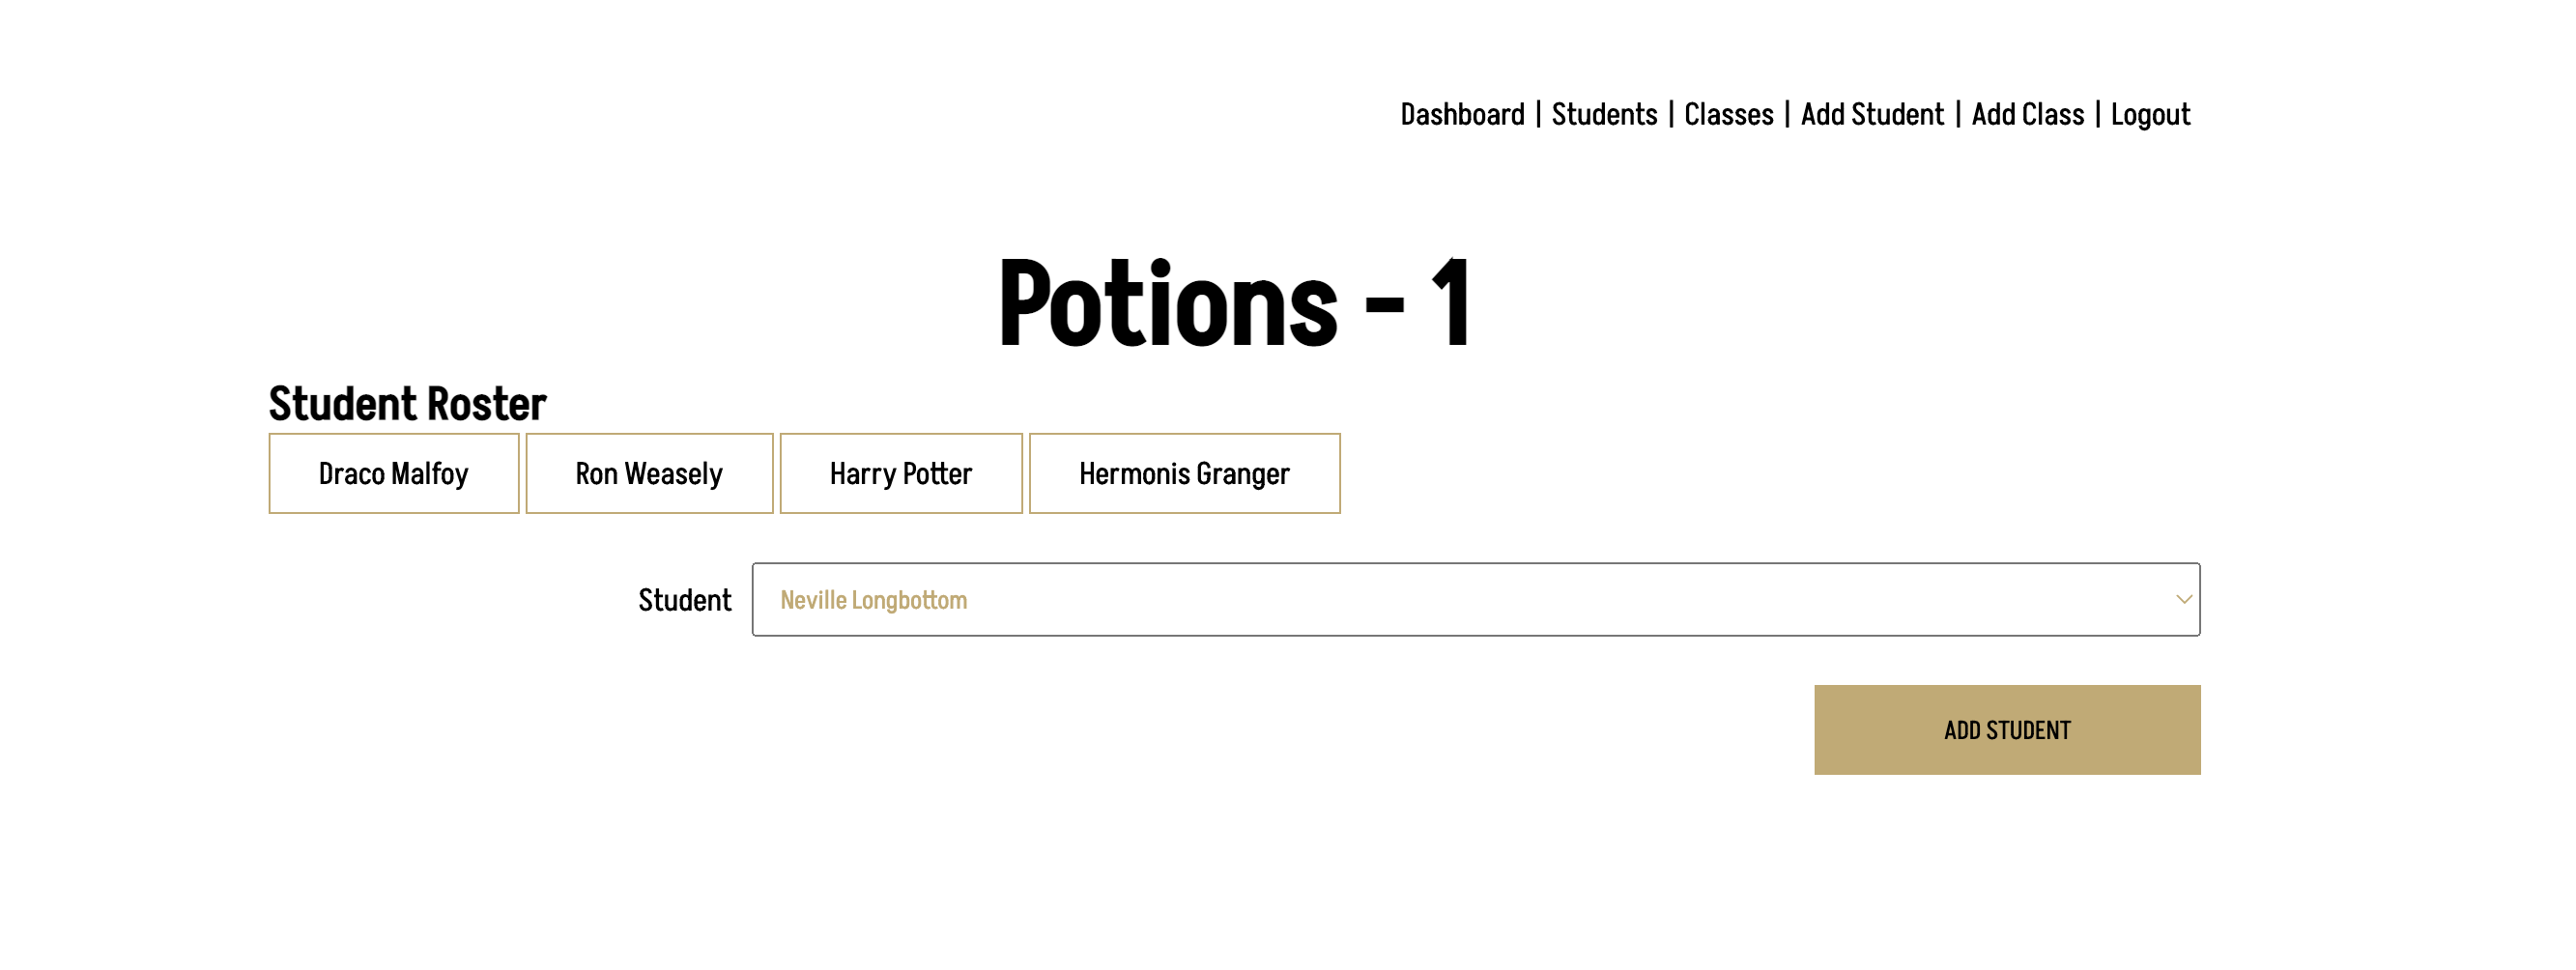 Dashboard | Students | Classes | Add Student | Add Class | Logout
Potions - 1
Student Roster
Draco Malfoy Ron Weasely Harry Potter Hermonis Granger
Student Neville Longbottom
ADD STUDENT